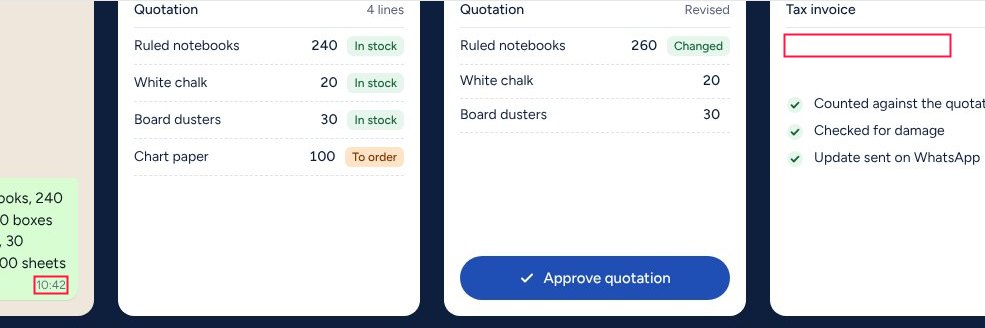 ooks, 240
0 boxes
, 30
00 sheets
10:42
Quotation 4 lines
Ruled notebooks 240 In stock
White chalk 20 In stock
Board dusters 30 In stock
Chart paper 100 To order
Quotation Revised
Ruled notebooks 260 Changed
White chalk 20
Board dusters 30
Approve quotation
Tax invoice
Counted against the quotat
Checked for damage
Update sent on WhatsApp